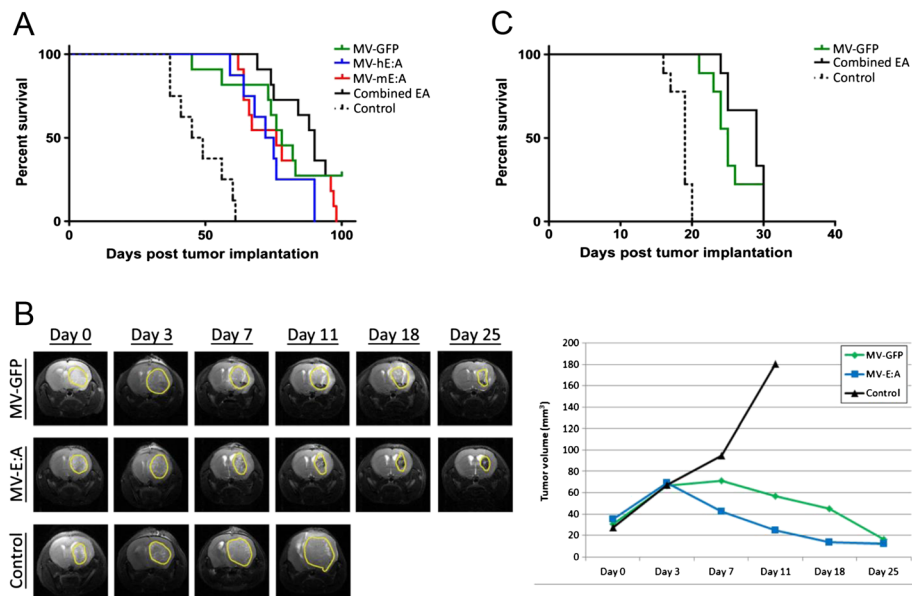 A
Percent survival
100
50
0
0
50
100
Days post tumor implantation
MV-GFP
MV-hE:A
MV-mE:A
Combined EA
Control
C
Percent survival
100
50
0
0
10
20
30
40
Days post tumor implantation
MV-GFP
Combined EA
Control
B
Day 0 Day 3 Day 7 Day 11 Day 18 Day 25
MV-GFP
MV-E:A
Control
Tumor volume (mm³)
200
180
160
140
120
100
80
60
40
20
0
Day 0 Day 3 Day 7 Day 11 Day 18 Day 25
MV-GFP
MV-E:A
Control